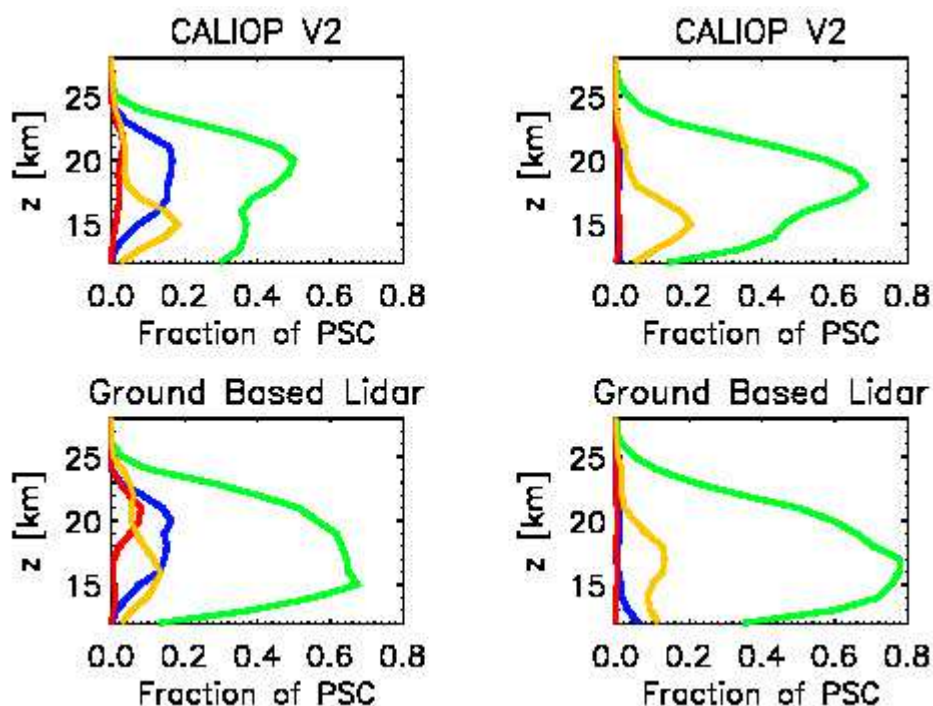 CALIOP V2 CALIOP V2
25 25
20 20
15 15
z [km] z [km]
0.0 0.2 0.4 0.6 0.8 0.0 0.2 0.4 0.6 0.8
Fraction of PSC Fraction of PSC
Ground Based Lidar Ground Based Lidar
25 25
20 20
15 15
z [km] z [km]
0.0 0.2 0.4 0.6 0.8 0.0 0.2 0.4 0.6 0.8
Fraction of PSC Fraction of PSC